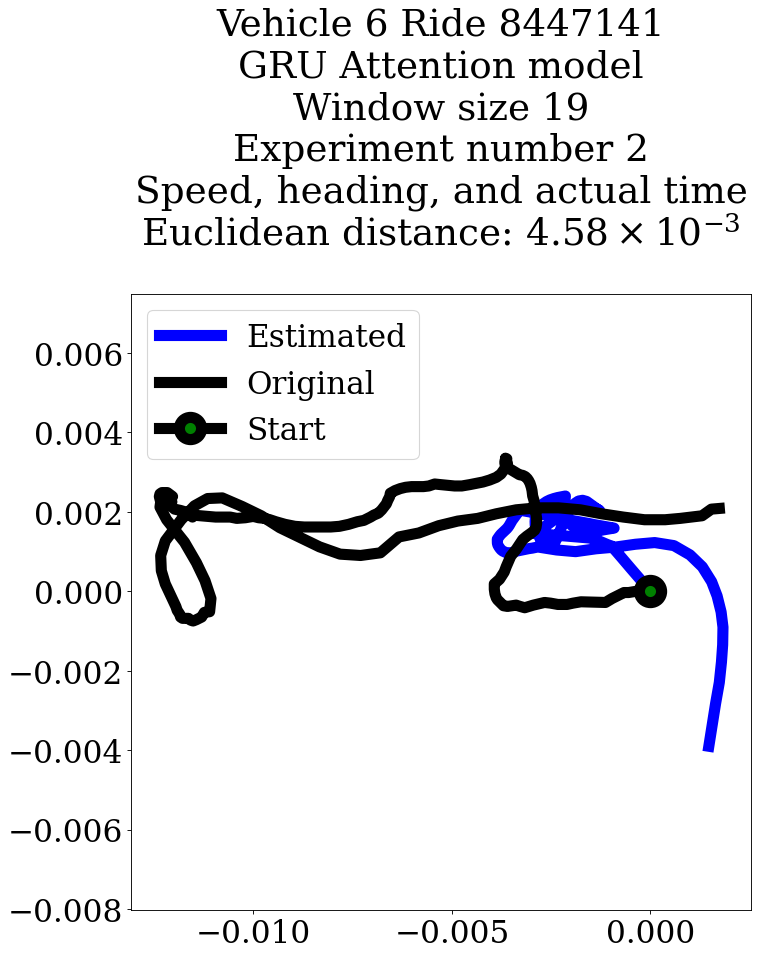 Vehicle 6 Ride 8447141
GRU Attention model
Window size 19
Experiment number 2
Speed, heading, and actual time
Euclidean distance: 4.58 × 10⁻³
Estimated
Original
Start
0.006
0.004
0.002
0.000
−0.002
−0.004
−0.006
−0.008
−0.010
−0.005
0.000